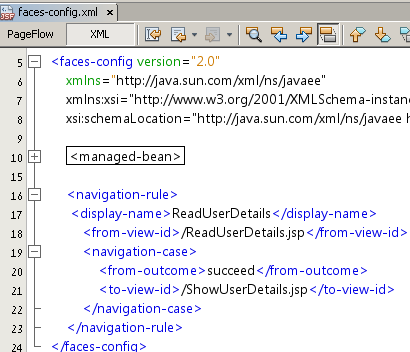 faces-config.xml
PageFlow XML
5 <faces-config version="2.0"
6 xmlns="http://java.sun.com/xml/ns/javaee"
7 xmlns:xsi="http://www.w3.org/2001/XMLSchema-instanc
8 xsi:schemaLocation="http://java.sun.com/xml/ns/javaee h
9
10 <managed-bean>
15
16 <navigation-rule>
17 <display-name>ReadUserDetails</display-name>
18 <from-view-id>/ReadUserDetails.jsp</from-view-id>
19 <navigation-case>
20 <from-outcome>succeed</from-outcome>
21 <to-view-id>/ShowUserDetails.jsp</to-view-id>
22 </navigation-case>
23 </navigation-rule>
24 </faces-config>